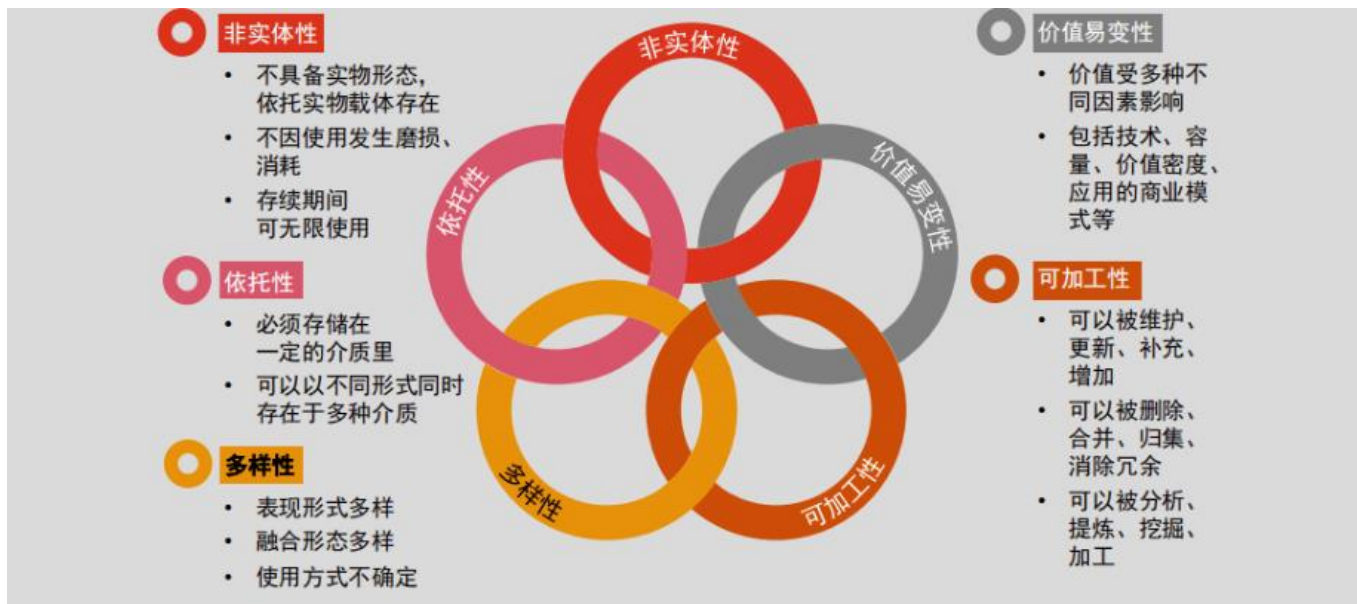 非实体性
• 不具备实物形态，
依托实物载体存在
• 不因使用发生磨损、
消耗
• 存续期间
可无限使用
依托性
• 必须存储在
一定的介质里
• 可以以不同形式同时
存在于多种介质
多样性
• 表现形式多样
• 融合形态多样
• 使用方式不确定
非实体性
依托性
价值易变性
多样性
可加工性
价值易变性
• 价值受多种不
同因素影响
• 包括技术、容
量、价值密度、
应用的商业模
式等
可加工性
• 可以被维护、
更新、补充、
增加
• 可以被删除、
合并、归集、
消除冗余
• 可以被分析、
提炼、挖掘、
加工